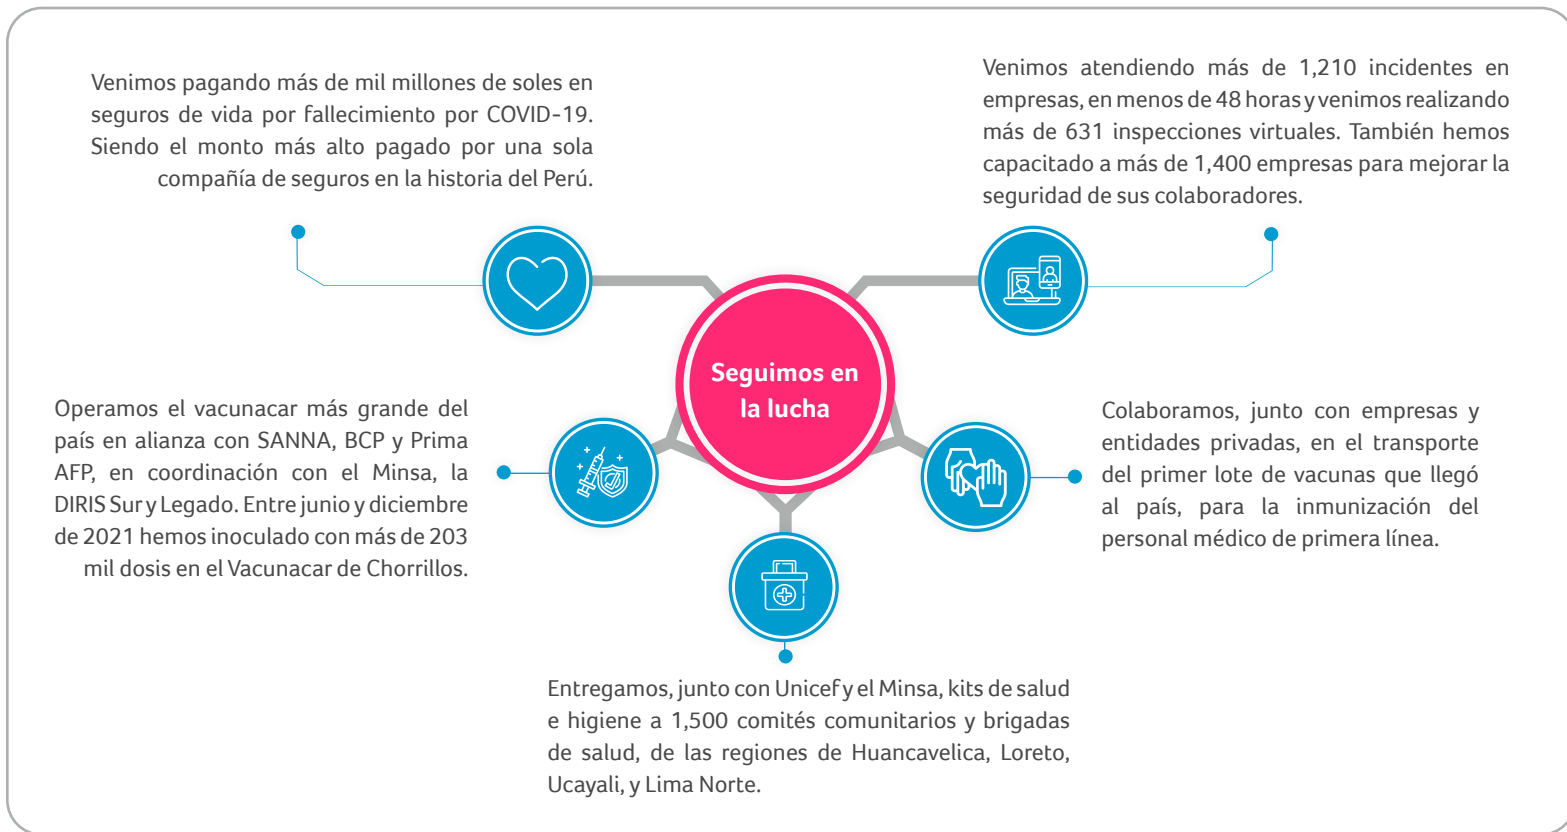 Venimos pagando más de mil millones de soles en
seguros de vida por fallecimiento por COVID-19.
Siendo el monto más alto pagado por una sola
compañía de seguros en la historia del Perú.
Venimos atendiendo más de 1,210 incidentes en
empresas, en menos de 48 horas y venimos realizando
más de 631 inspecciones virtuales. También hemos
capacitado a más de 1,400 empresas para mejorar la
seguridad de sus colaboradores.
Seguimos en
la lucha
Operamos el vacunacar más grande del
país en alianza con SANNA, BCP y Prima
AFP, en coordinación con el Minsa, la
DIRIS Sur y Legado. Entre junio y diciembre
de 2021 hemos inoculado con más de 203
mil dosis en el Vacunacar de Chorrillos.
Colaboramos, junto con empresas y
entidades privadas, en el transporte
del primer lote de vacunas que llegó
al país, para la inmunización del
personal médico de primera línea.
Entregamos, junto con Unicef y el Minsa, kits de salud
e higiene a 1,500 comités comunitarios y brigadas
de salud, de las regiones de Huancavelica, Loreto,
Ucayali, y Lima Norte.